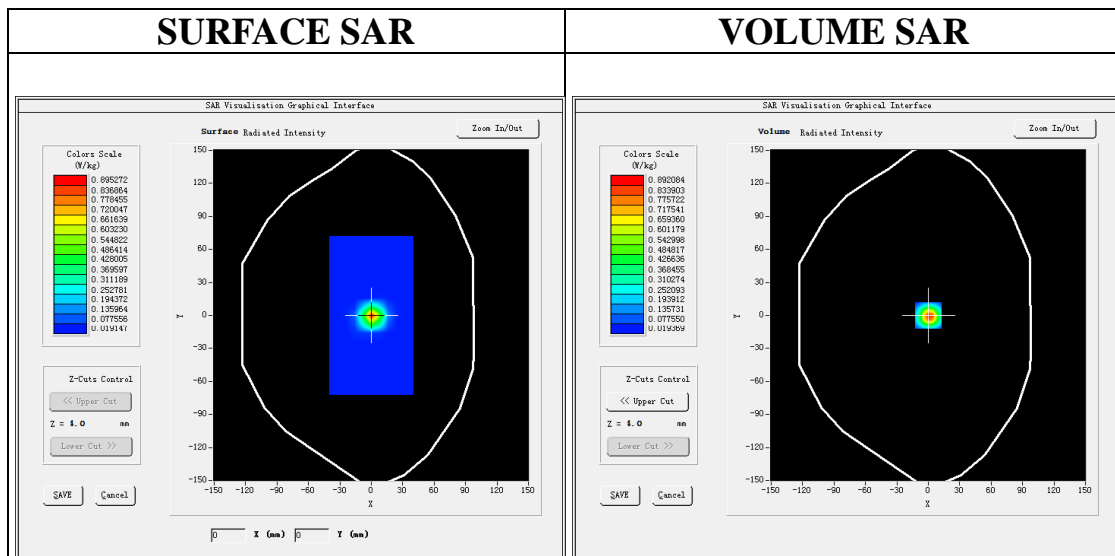 SURFACE SAR
VOLUME SAR
SAR Visualisation Graphical Interface
Surface Radiated Intensity
Zoom In/Out
Colors Scale
(W/kg)
0.895272
0.836864
0.778455
0.720047
0.661639
0.603230
0.544822
0.486414
0.428005
0.369597
0.311189
0.252781
0.194372
0.135964
0.077556
0.019147
150
120
90
60
30
0
-30
-60
-90
-120
-150
Y
-150 -120 -90 -60 -30 0 30 60 90 120 150
X
Z-Cuts Control
<< Upper Cut
Z = 4.0 mm
Lower Cut >>
SAVE Cancel
0 X (mm) 0 Y (mm)
SAR Visualisation Graphical Interface
Volume Radiated Intensity
Zoom In/Out
Colors Scale
(W/kg)
0.892084
0.833903
0.775722
0.717541
0.659360
0.601179
0.542998
0.484817
0.426636
0.368455
0.310274
0.252093
0.193912
0.135731
0.077550
0.019369
150
120
90
60
30
0
-30
-60
-90
-120
-150
Y
-150 -120 -90 -60 -30 0 30 60 90 120 150
X
Z-Cuts Control
<< Upper Cut
Z = 4.0 mm
Lower Cut >>
SAVE Cancel